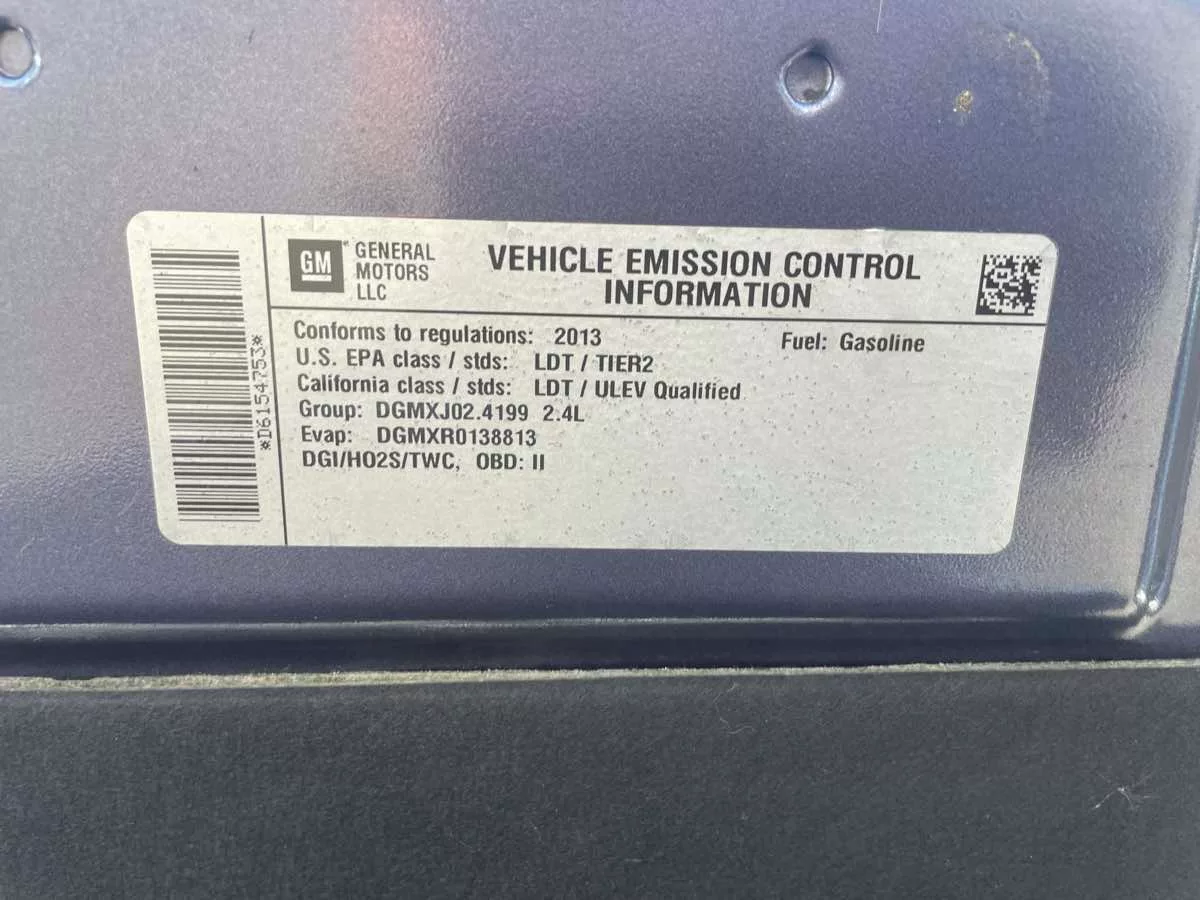 *D6154753*
GM
GENERAL
MOTORS
LLC
VEHICLE EMISSION CONTROL
INFORMATION
Conforms to regulations: 2013 Fuel: Gasoline
U.S. EPA class / stds: LDT / TIER2
California class / stds: LDT / ULEV Qualified
Group: DGMXJ02.4199 2.4L
Evap: DGMXR0138813
DGI/HO2S/TWC, OBD: II